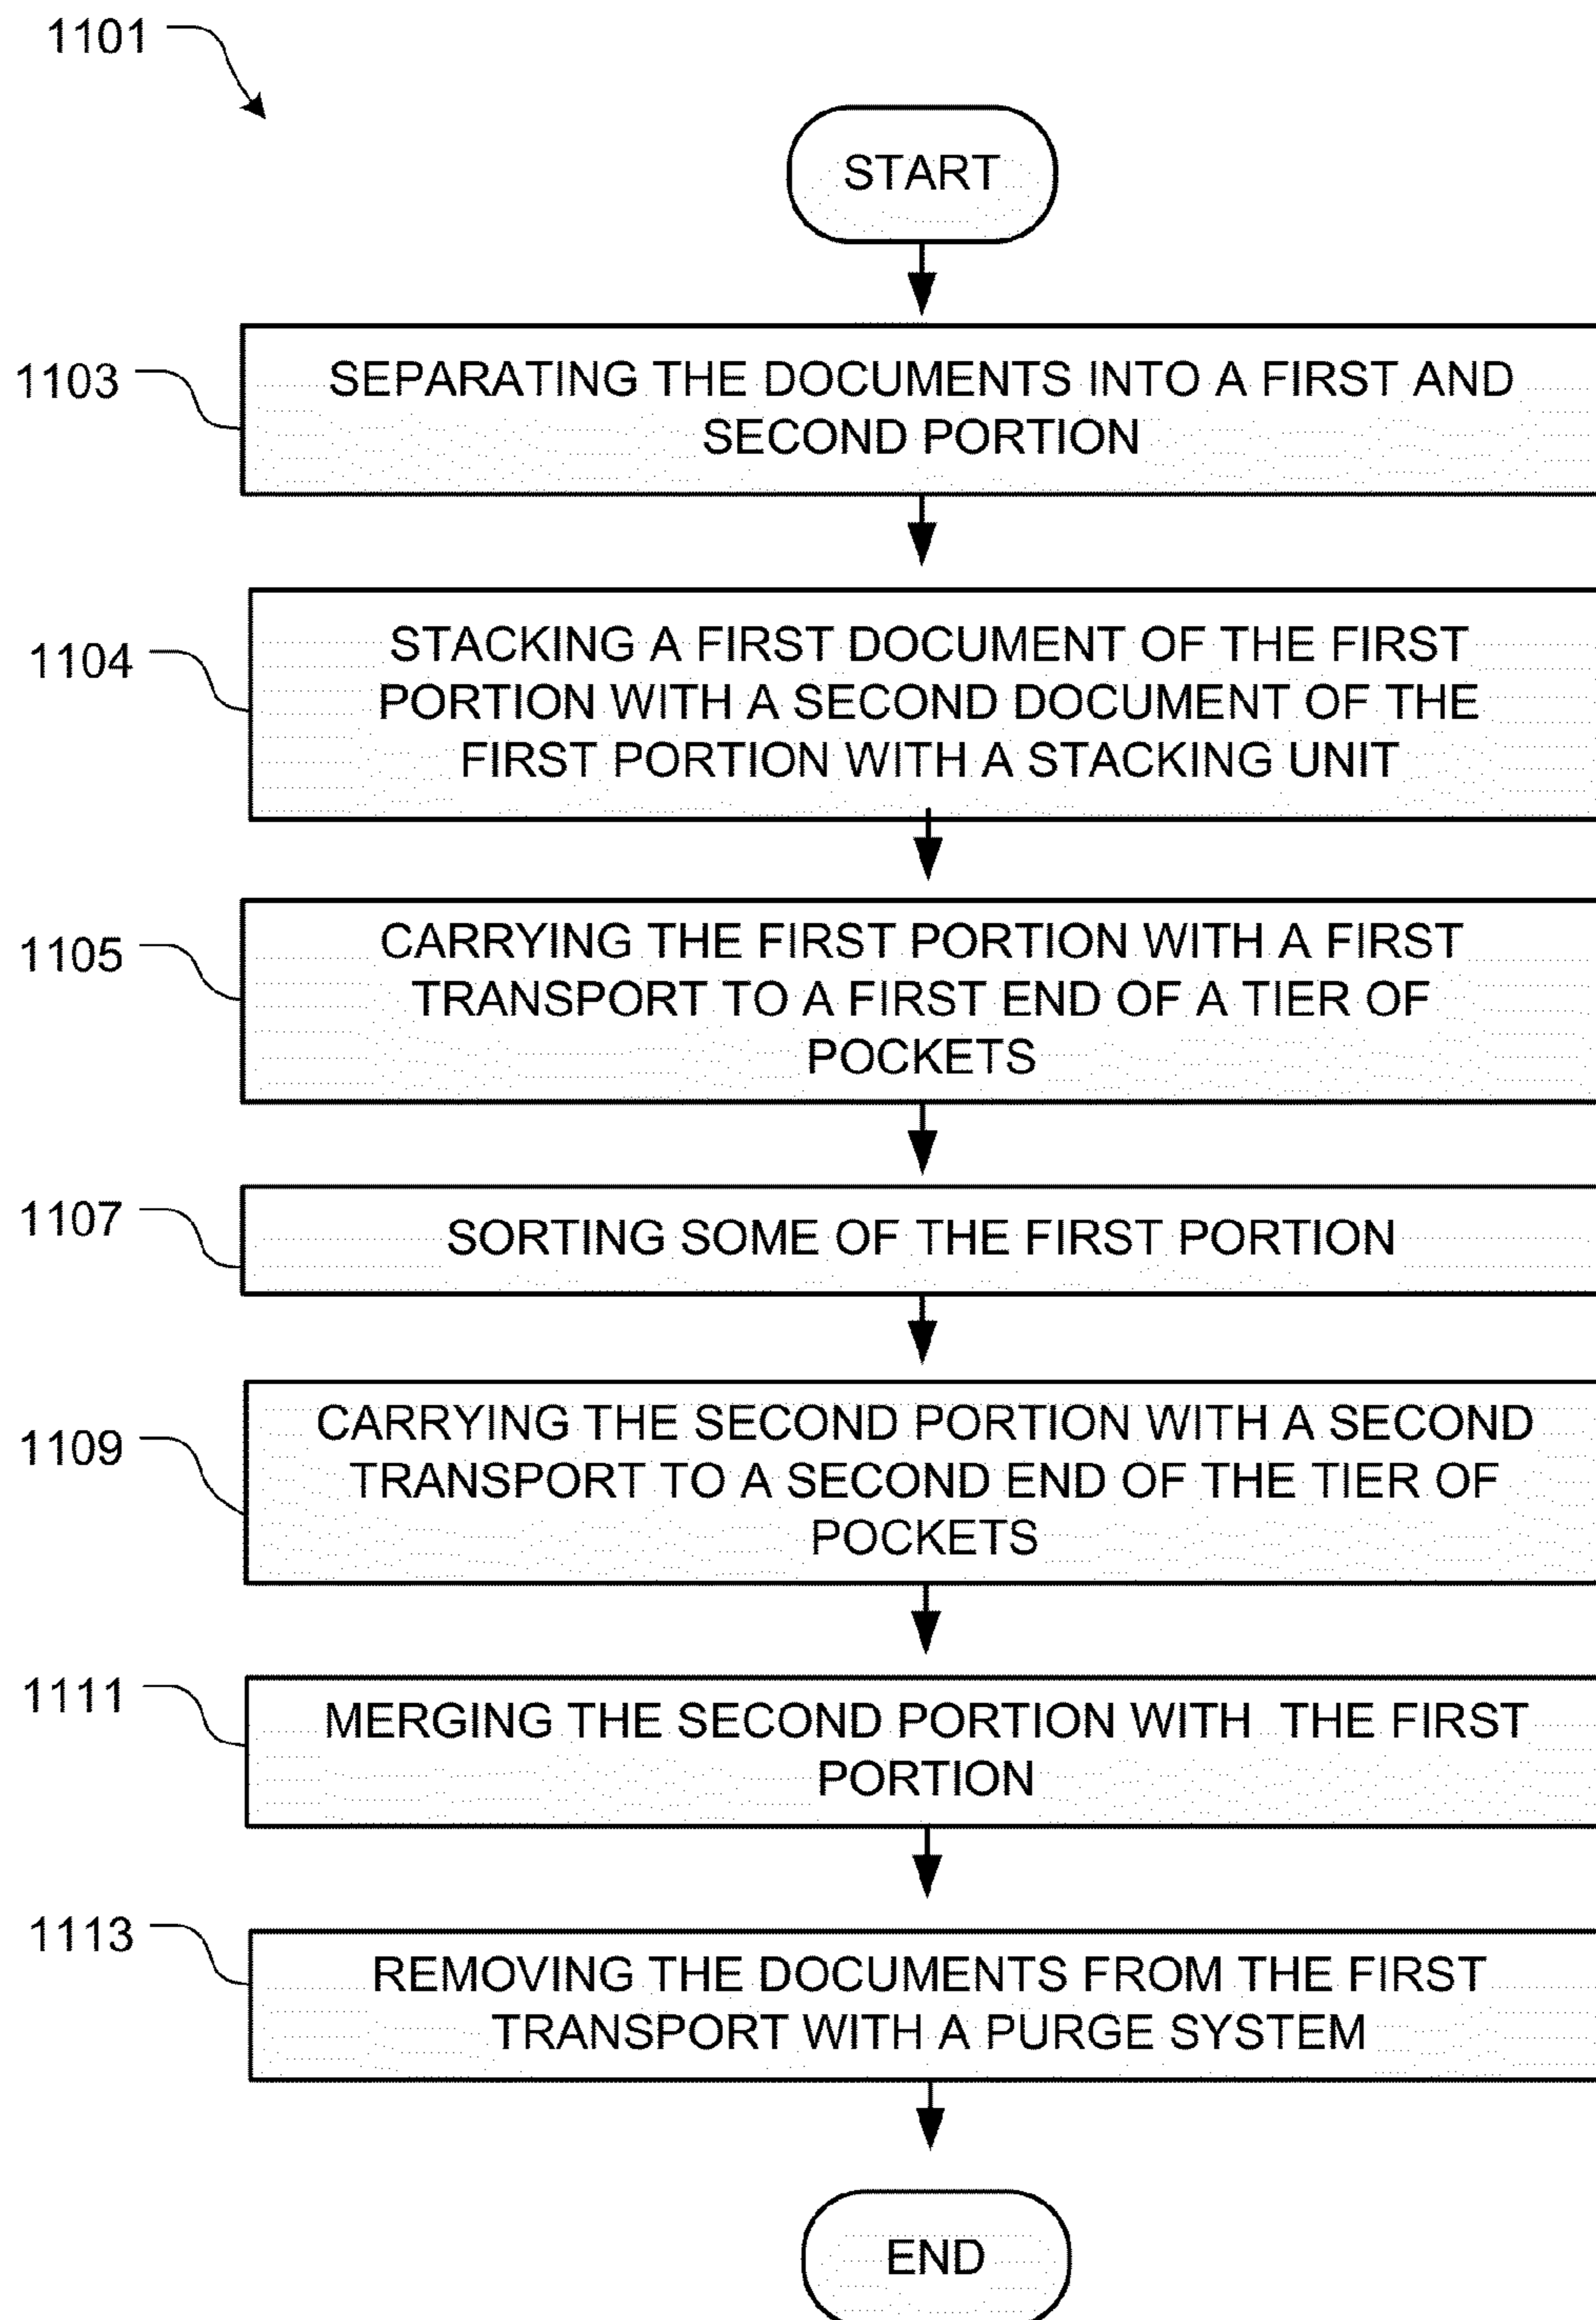 1101
START
1103
SEPARATING THE DOCUMENTS INTO A FIRST AND
SECOND PORTION
1104
STACKING A FIRST DOCUMENT OF THE FIRST
PORTION WITH A SECOND DOCUMENT OF THE
FIRST PORTION WITH A STACKING UNIT
1105
CARRYING THE FIRST PORTION WITH A FIRST
TRANSPORT TO A FIRST END OF A TIER OF
POCKETS
1107
SORTING SOME OF THE FIRST PORTION
1109
CARRYING THE SECOND PORTION WITH A SECOND
TRANSPORT TO A SECOND END OF THE TIER OF
POCKETS
1111
MERGING THE SECOND PORTION WITH THE FIRST
PORTION
1113
REMOVING THE DOCUMENTS FROM THE FIRST
TRANSPORT WITH A PURGE SYSTEM
END